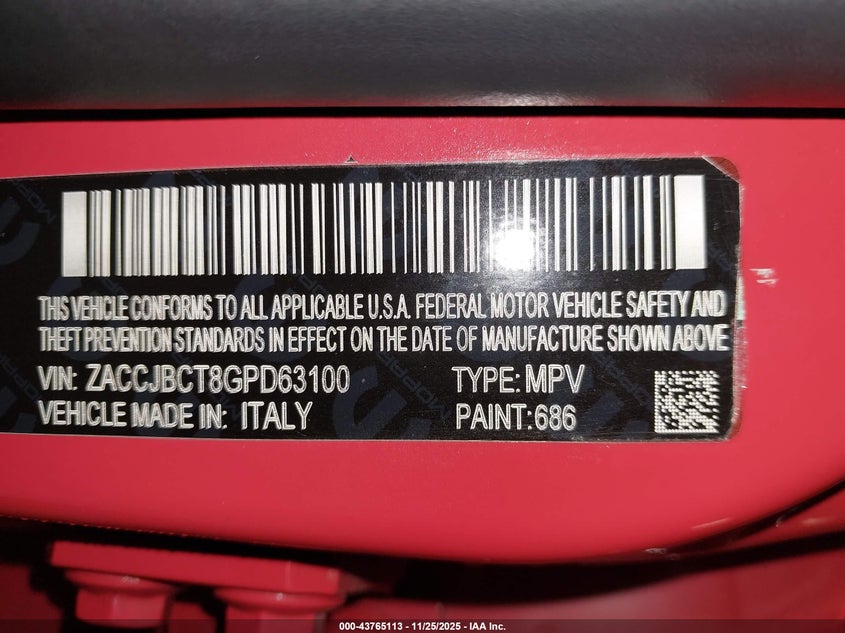 THIS VEHICLE CONFORMS TO ALL APPLICABLE U.S.A. FEDERAL MOTOR VEHICLE SAFETY AND
THEFT PREVENTION STANDARDS IN EFFECT ON THE DATE OF MANUFACTURE SHOWN ABOVE
VIN: ZACCJBCT8GPD63100 TYPE: MPV
VEHICLE MADE IN: ITALY PAINT: 686
MOPAR
000-43765113 - 11/25/2025 - IAA Inc.